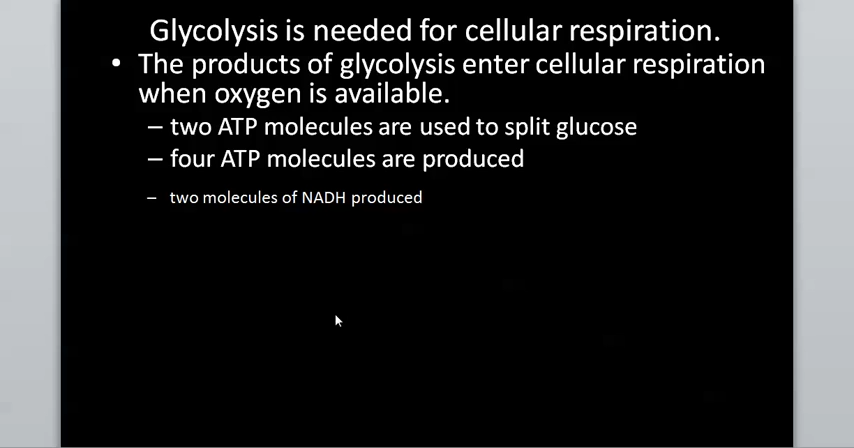 Glycolysis is needed for cellular respiration.
• The products of glycolysis enter cellular respiration
when oxygen is available.
– two ATP molecules are used to split glucose
– four ATP molecules are produced
– two molecules of NADH produced